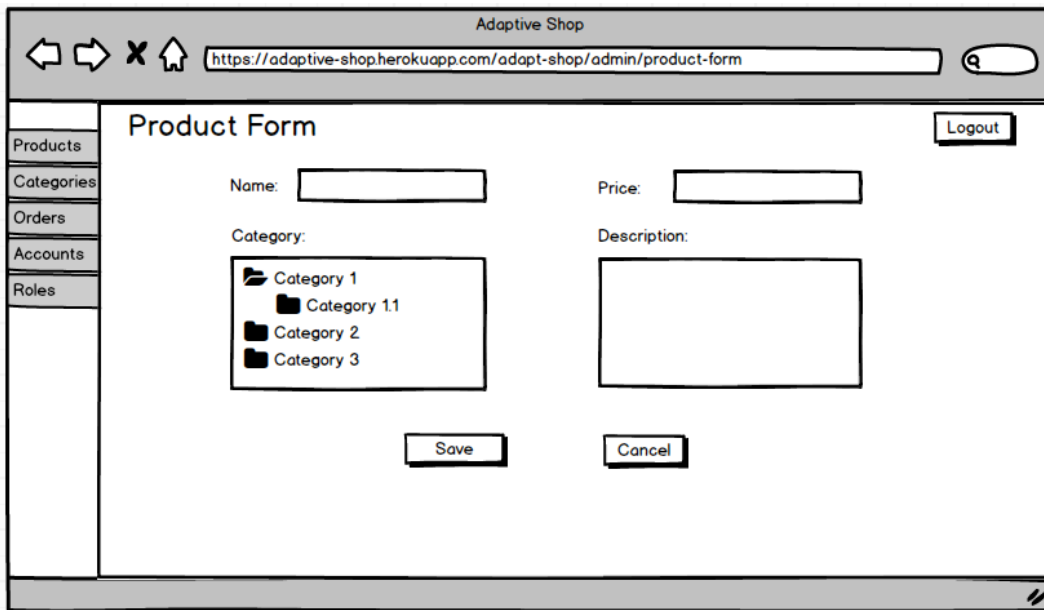 Adaptive Shop
https://adaptive-shop.herokuapp.com/adapt-shop/admin/product-form
Product Form
Logout
Products
Categories
Orders
Accounts
Roles
Name:
Price:
Category:
Description:
Category 1
Category 1.1
Category 2
Category 3
Save
Cancel